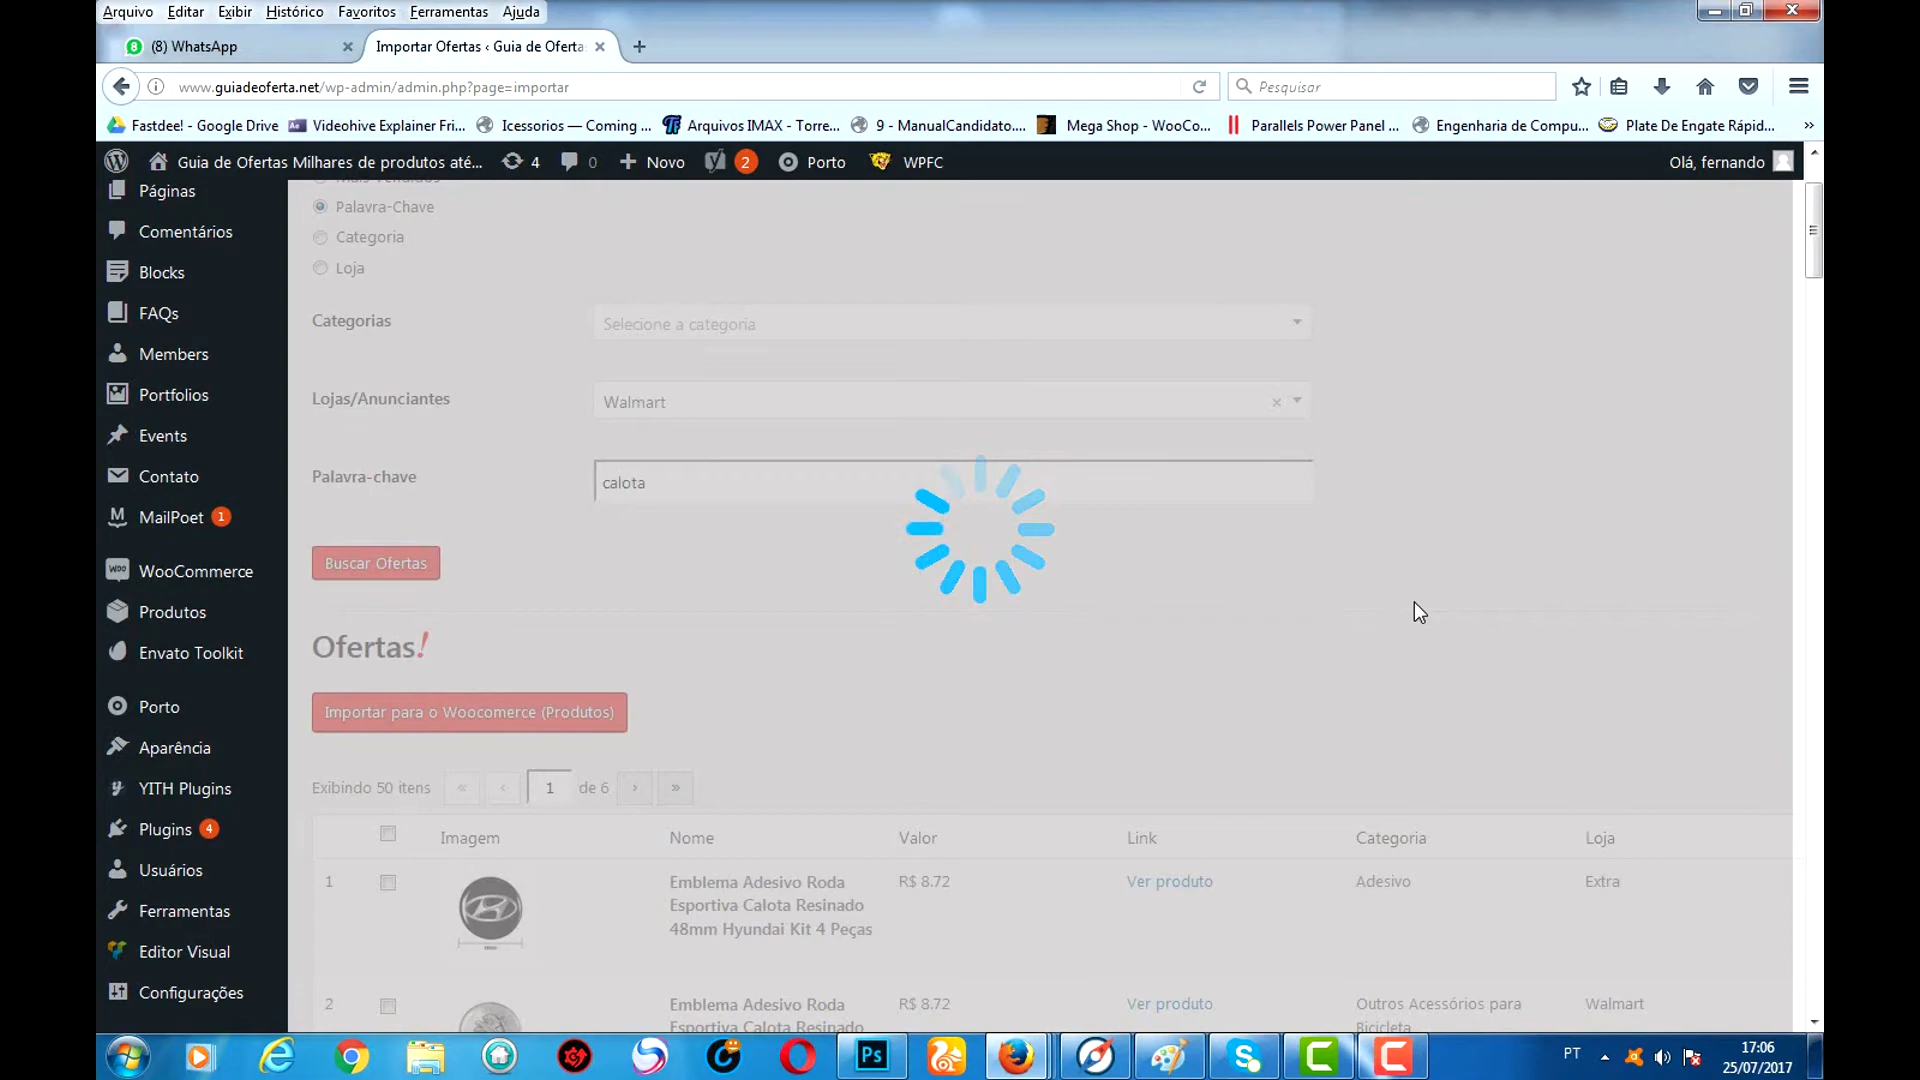 Arquivo Editar Exibir Histórico Favoritos Ferramentas Ajuda
(8) WhatsApp
Importar Ofertas ‹ Guia de Oferta
www.guiadeoferta.net/wp-admin/admin.php?page=importar
Pesquisar
Fastdee! - Google Drive
Videohive Explainer Fri...
Icessorios — Coming ...
Arquivos IMAX - Torre...
9 - ManualCandidato....
Mega Shop - WooCo...
Parallels Power Panel ...
Engenharia de Compu...
Plate De Engate Rápid...
Guia de Ofertas Milhares de produtos até...
4
0
Novo
2
Porto
WPFC
Olá, fernando
Páginas
Comentários
Blocks
FAQs
Members
Portfolios
Events
Contato
MailPoet 1
WooCommerce
Produtos
Envato Toolkit
Porto
Aparência
YITH Plugins
Plugins 4
Usuários
Ferramentas
Editor Visual
Configurações
Palavra-Chave
Categoria
Loja
Categorias
Selecione a categoria
Lojas/Anunciantes
Walmart
Palavra-chave
calota
Buscar Ofertas
Ofertas!
Importar para o Woocomerce (Produtos)
Exibindo 50 itens « ‹ 1 de 6 › »
Imagem Nome Valor Link Categoria Loja
1 Emblema Adesivo Roda R$ 8.72 Ver produto Adesivo Extra
Esportiva Calota Resinado
48mm Hyundai Kit 4 Peças
2 Emblema Adesivo Roda R$ 8.72 Ver produto Outros Acessórios para Walmart
Esportiva Calota Resinado Bicicleta
Ps
PT
17:06
25/07/2017